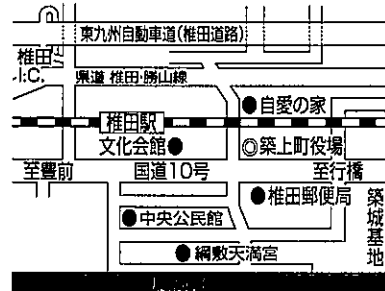 東九州自動車道(椎田道路)
椎田
I.C.
県道 椎田・勝山線
自愛の家
椎田駅
文化会館
築上町役場
至豊前
国道10号
至行橋
椎田郵便局
築城基地
中央公民館
綱敷天満宮